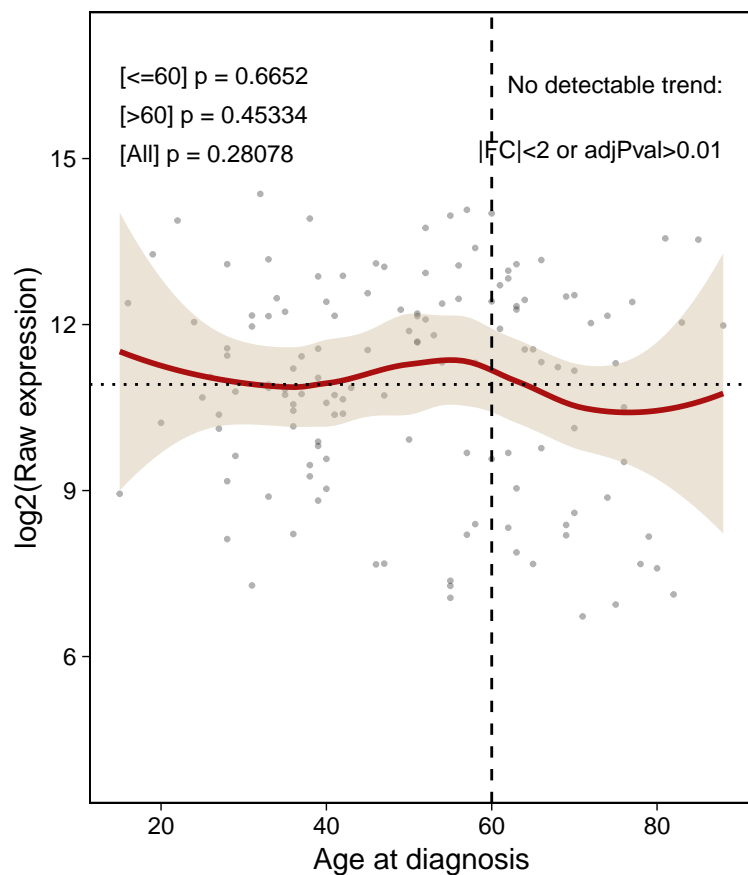 [<=60] p = 0.6652
[>60] p = 0.45334
[All] p = 0.28078
No detectable trend:
|FC|<2 or adjPval>0.01
log2(Raw expression)
15
12
9
6
20
40
60
80
Age at diagnosis